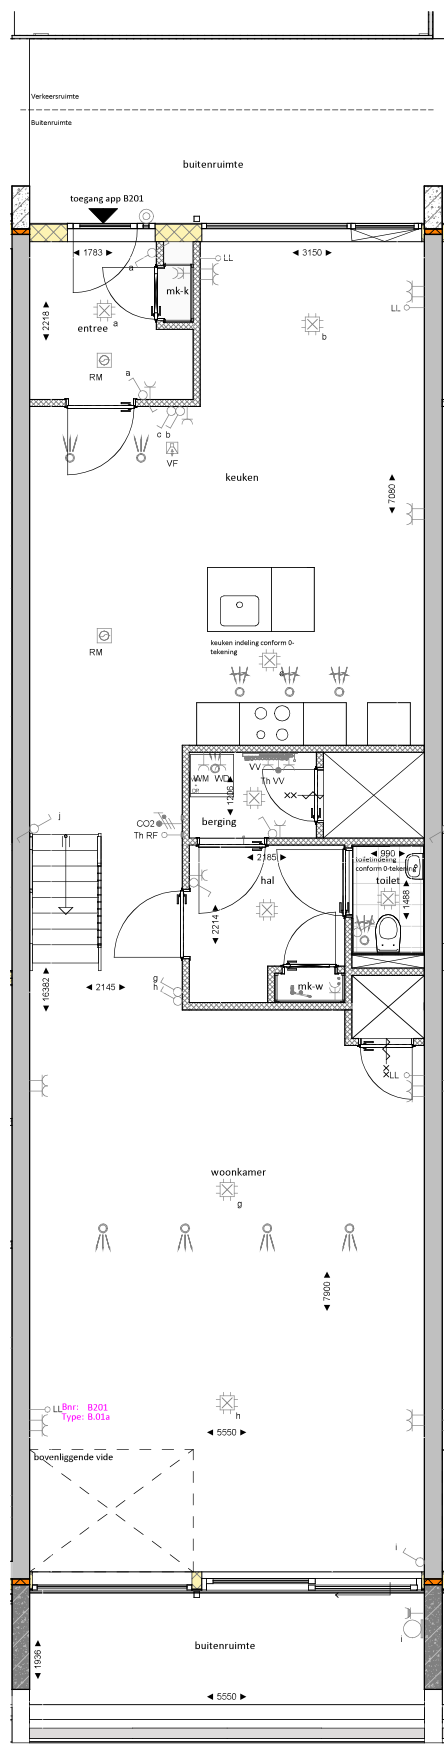 Verkeersruimte
Buitenruimte
buitenruimte
toegang app B201
1783
3150
a
LL
mk-k
LL
2218
entree
a
b
RM
a
c b
VF
keuken
7080
RM
keuken indeling conform 0-
tekening
WM WD
VV
Th VV
1206
CO2
Th RF
berging
j
2185
990
toiletindeling
conform 0-tekening
hal
toilet
1488
2214
16382
2145
g
h
mk-w
LL
woonkamer
g
7900
LL
Bnr: B201
Type: B.01a
h
5550
bovenliggende vide
i
i
buitenruimte
1936
5550